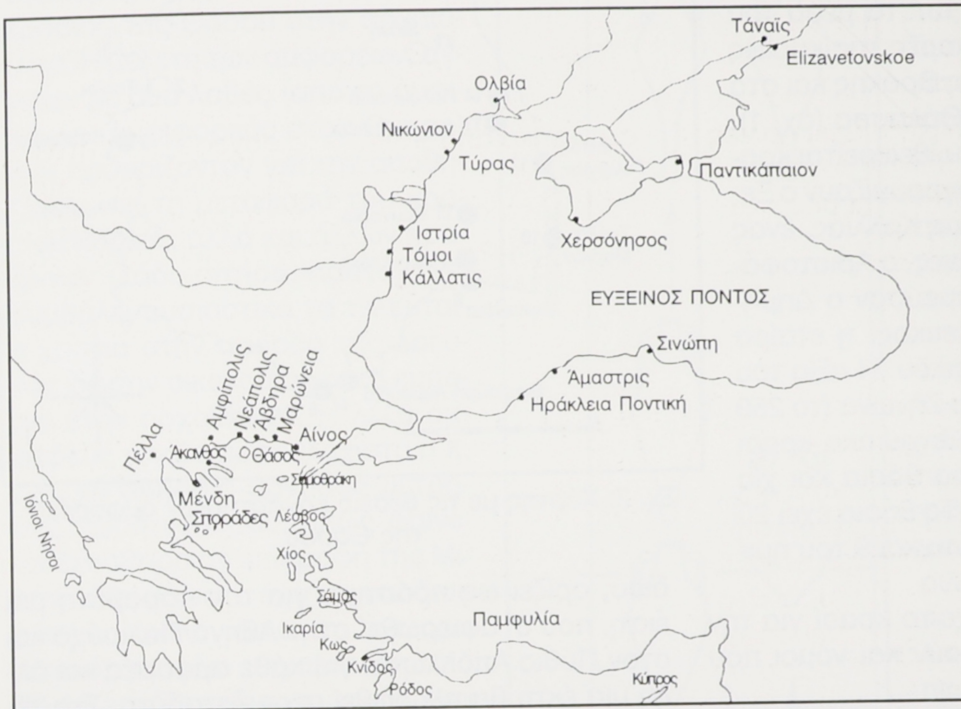 Τάναϊς
Elizavetovskoe
Ολβία
Νικώνιον
Τύρας
Παντικάπαιον
Χερσόνησος
Ιστρία
Τόμοι
Κάλλατις
ΕΥΞΕΙΝΟΣ ΠΟΝΤΟΣ
Σινώπη
Άμαστρις
Ηράκλεια Ποντική
Πέλλα
Αμφίπολις
Νεάπολις
Άβδηρα
Μαρώνεια
Αίνος
Άκανθος
Θάσος
Σαμοθράκη
Μένδη
Σποράδες
Λέσβος
Ιόνιοι Νήσοι
Χίος
Σάμος
Ικαρία
Παμφυλία
Κως
Κνίδος
Ρόδος
Κύπρος